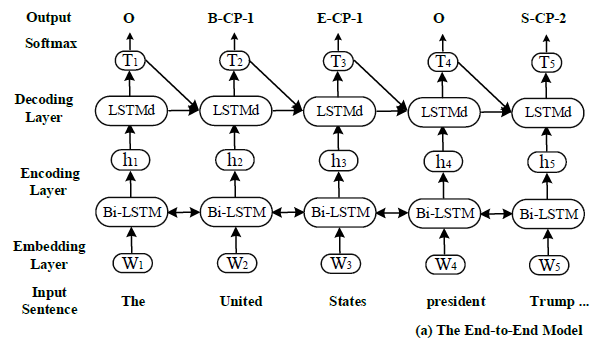 Output O B-CP-1 E-CP-1 O S-CP-2
Softmax
T1 T2 T3 T4 T5
Decoding
Layer
LSTMd LSTMd LSTMd LSTMd LSTMd
h1 h2 h3 h4 h5
Encoding
Layer
Bi-LSTM Bi-LSTM Bi-LSTM Bi-LSTM Bi-LSTM
Embedding
Layer
W1 W2 W3 W4 W5
Input
Sentence
The United States president Trump ...
(a) The End-to-End Model